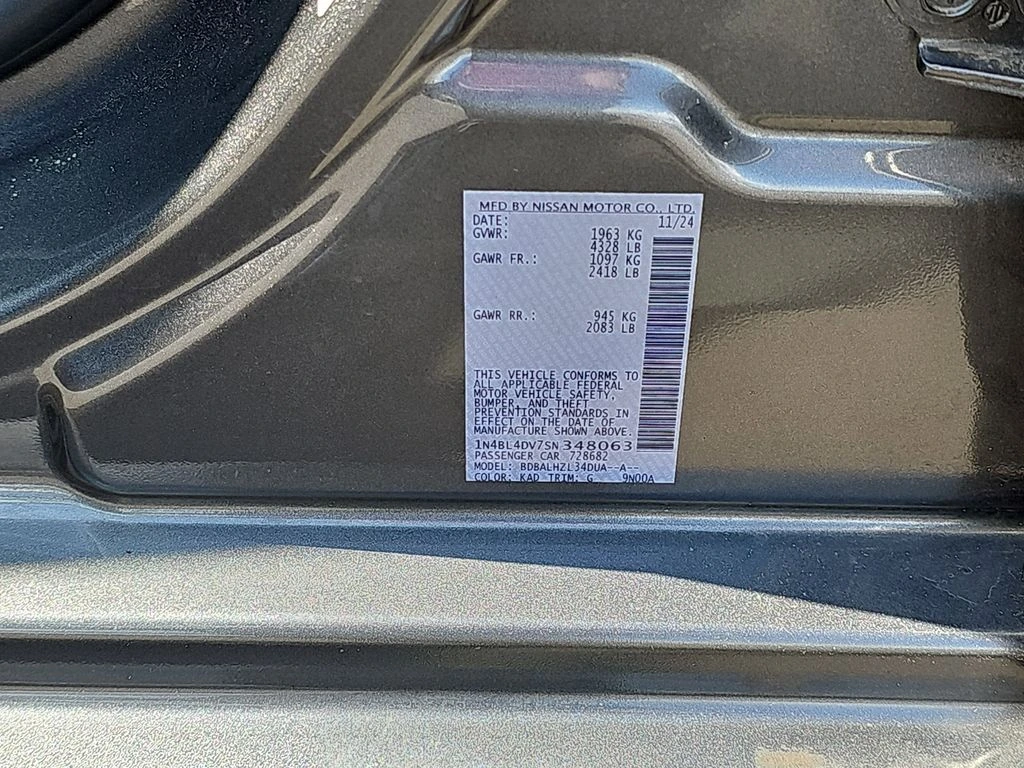 MFD BY NISSAN MOTOR CO., LTD.
DATE: 11/24
GVWR: 1963 KG
4328 LB
GAWR FR.: 1097 KG
2418 LB
GAWR RR.: 945 KG
2083 LB
THIS VEHICLE CONFORMS TO
ALL APPLICABLE FEDERAL
MOTOR VEHICLE SAFETY,
BUMPER, AND THEFT
PREVENTION STANDARDS IN
EFFECT ON THE DATE OF
MANUFACTURE SHOWN ABOVE.
1N4BL4DV7SN348063
PASSENGER CAR 728682
MODEL: BDBALHZL34DUA--A--
COLOR: KAD TRIM: G 9N00A